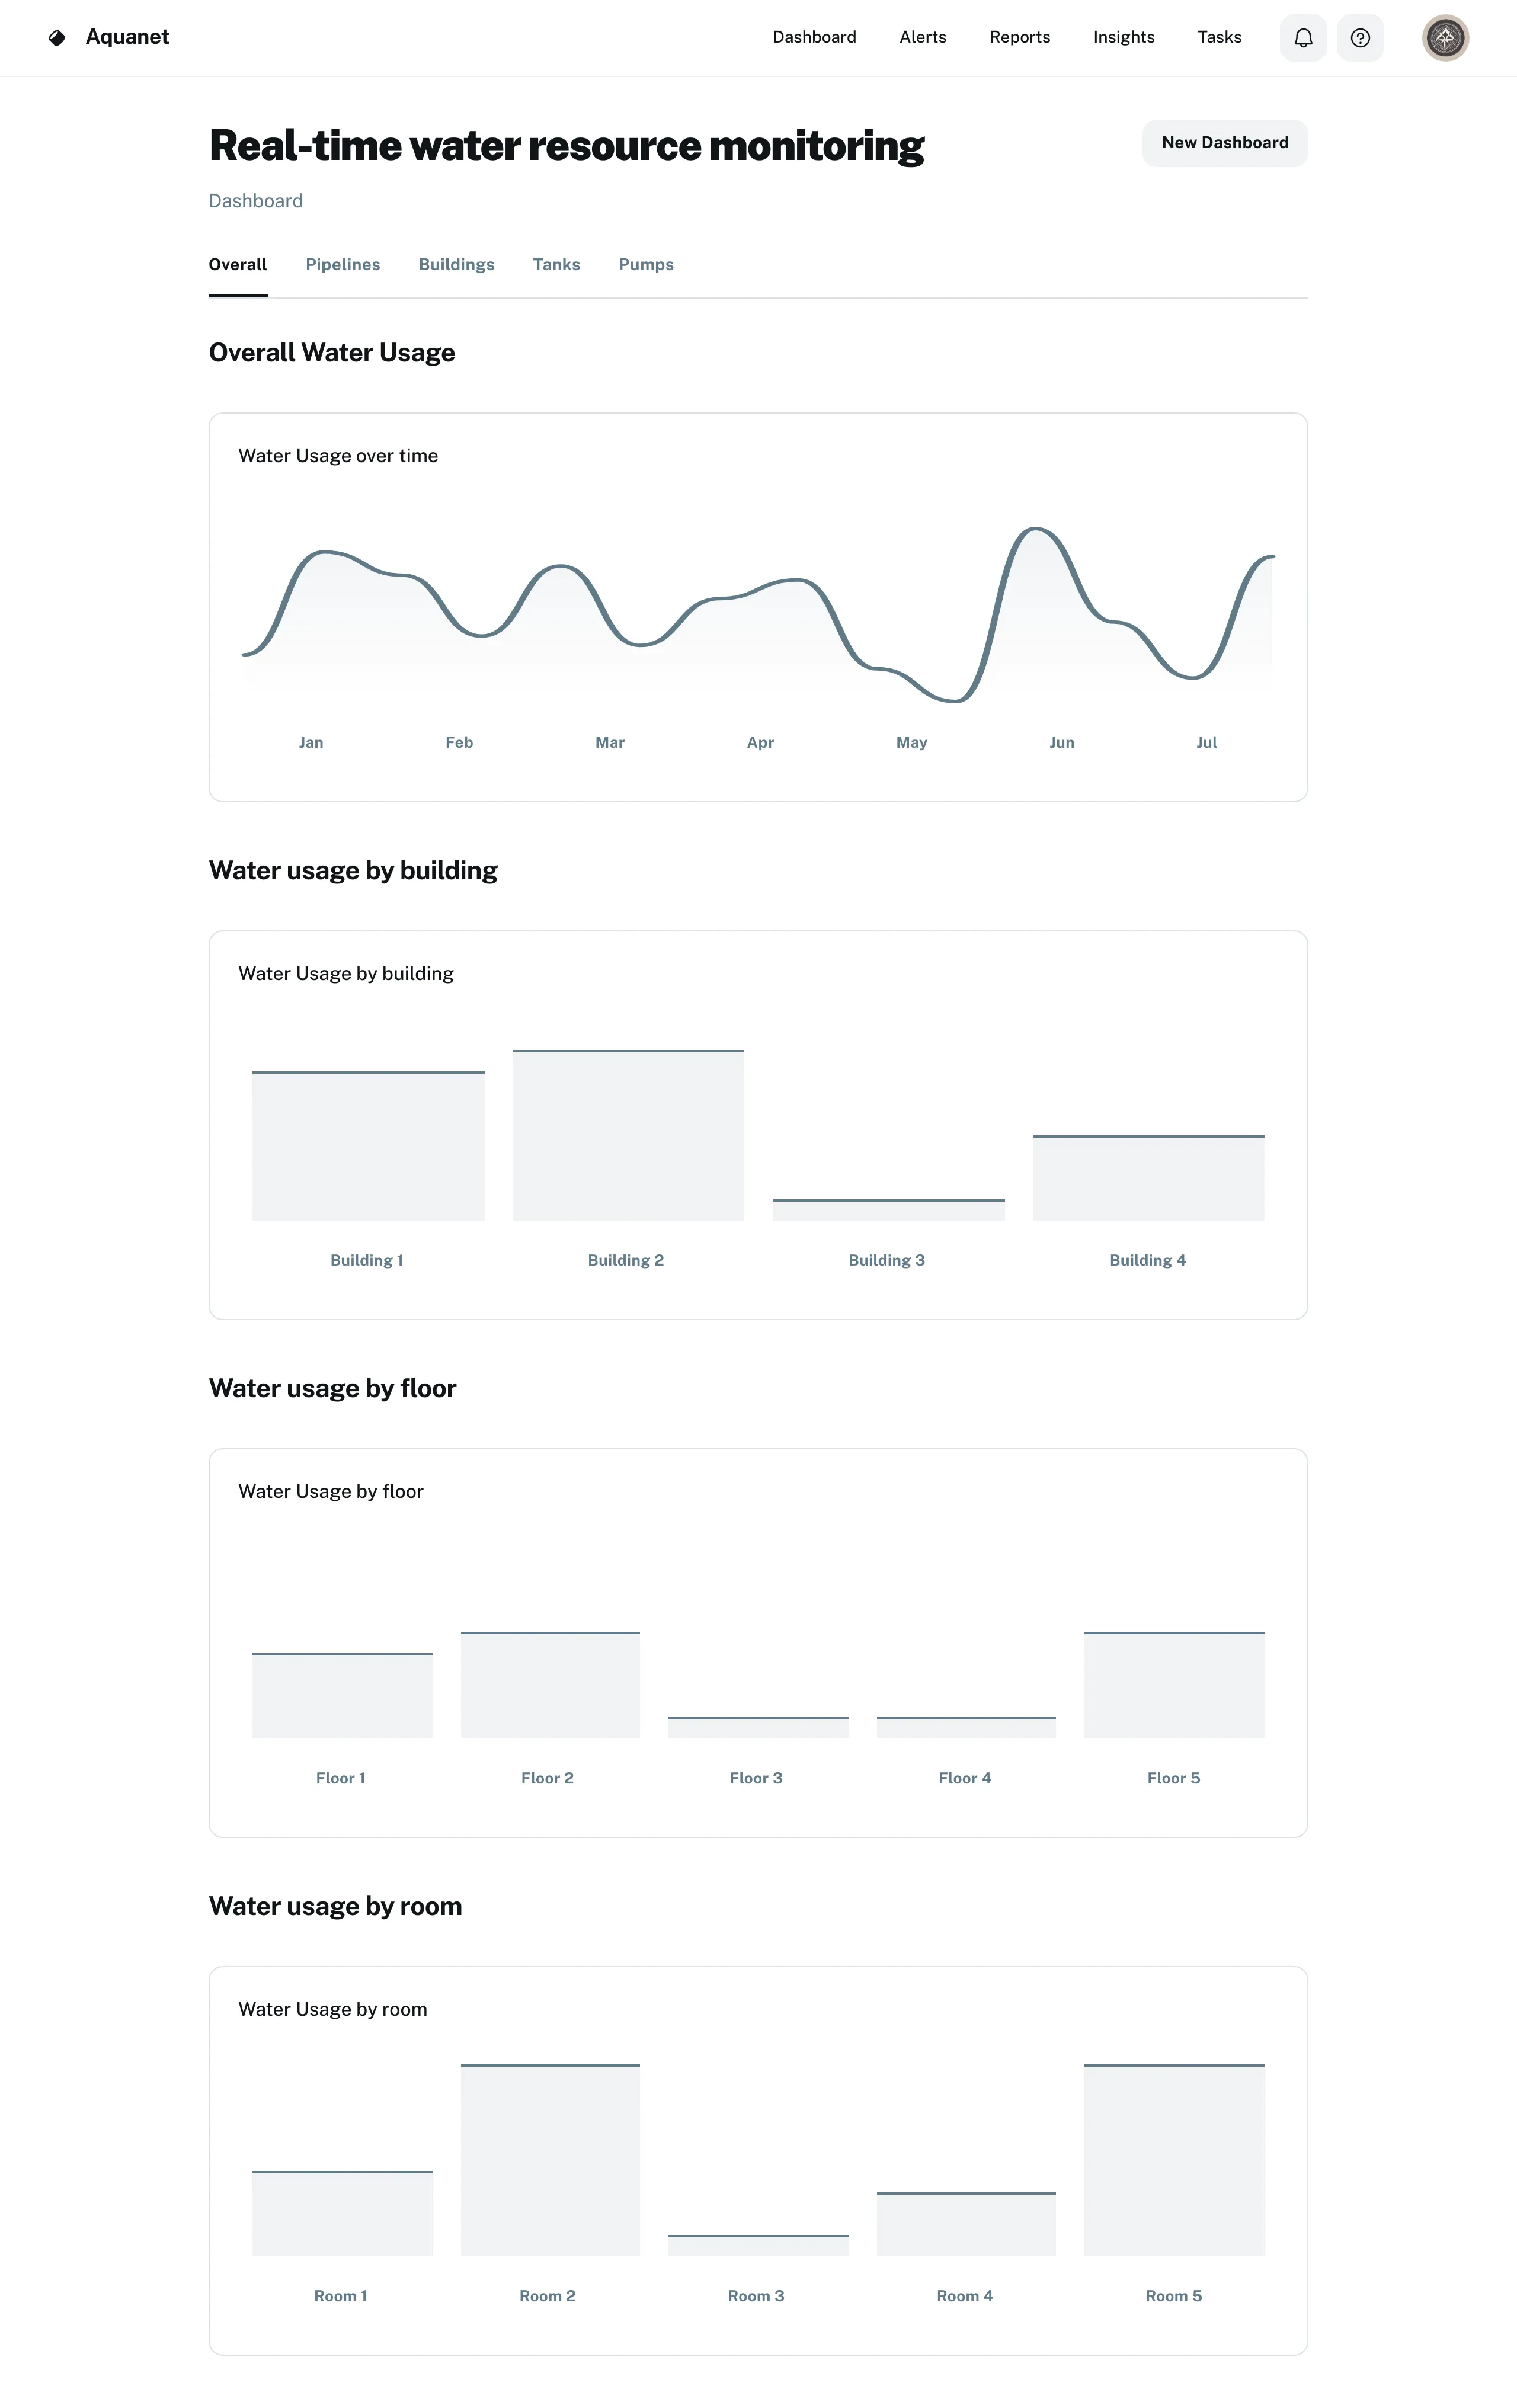 Aquanet
Dashboard Alerts Reports Insights Tasks
Real-time water resource monitoring
New Dashboard
Dashboard
Overall Pipelines Buildings Tanks Pumps
Overall Water Usage
Water Usage over time
Jan Feb Mar Apr May Jun Jul
Water usage by building
Water Usage by building
Building 1 Building 2 Building 3 Building 4
Water usage by floor
Water Usage by floor
Floor 1 Floor 2 Floor 3 Floor 4 Floor 5
Water usage by room
Water Usage by room
Room 1 Room 2 Room 3 Room 4 Room 5